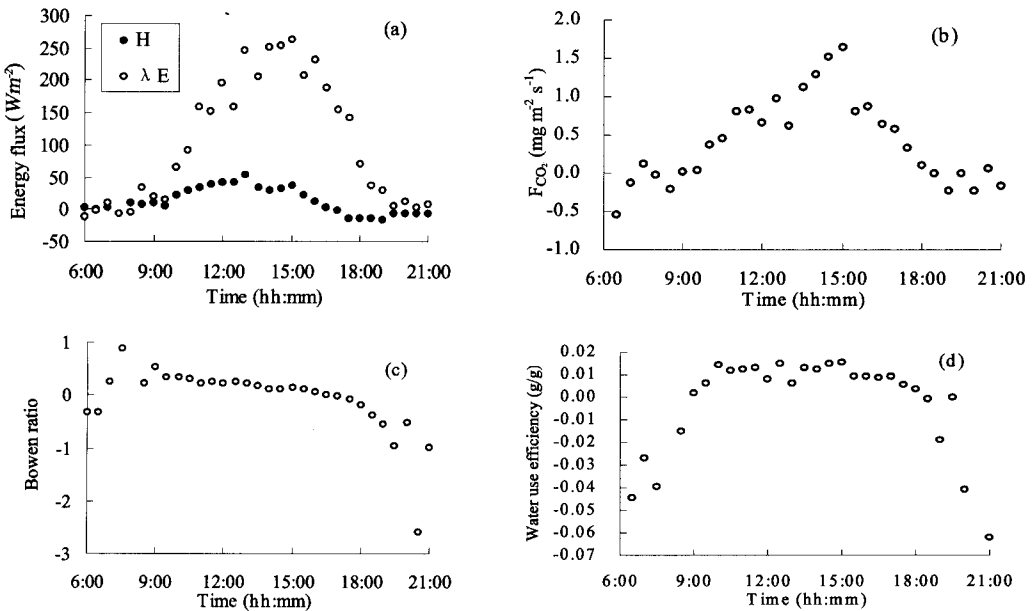 (a)
H
λ E
300
250
200
150
100
50
0
-50
Energy flux (Wm⁻²)
6:00 9:00 12:00 15:00 18:00 21:00
Time (hh:mm)
(b)
2.0
1.5
1.0
0.5
0.0
-0.5
-1.0
F_CO₂ (mg m⁻² s⁻¹)
6:00 9:00 12:00 15:00 18:00 21:00
Time (hh:mm)
(c)
1
0
-1
-2
-3
Bowen ratio
6:00 9:00 12:00 15:00 18:00 21:00
Time (hh:mm)
(d)
0.02
0.01
0.00
-0.01
-0.02
-0.03
-0.04
-0.05
-0.06
-0.07
Water use efficiency (g/g)
6:00 9:00 12:00 15:00 18:00 21:00
Time (hh:mm)